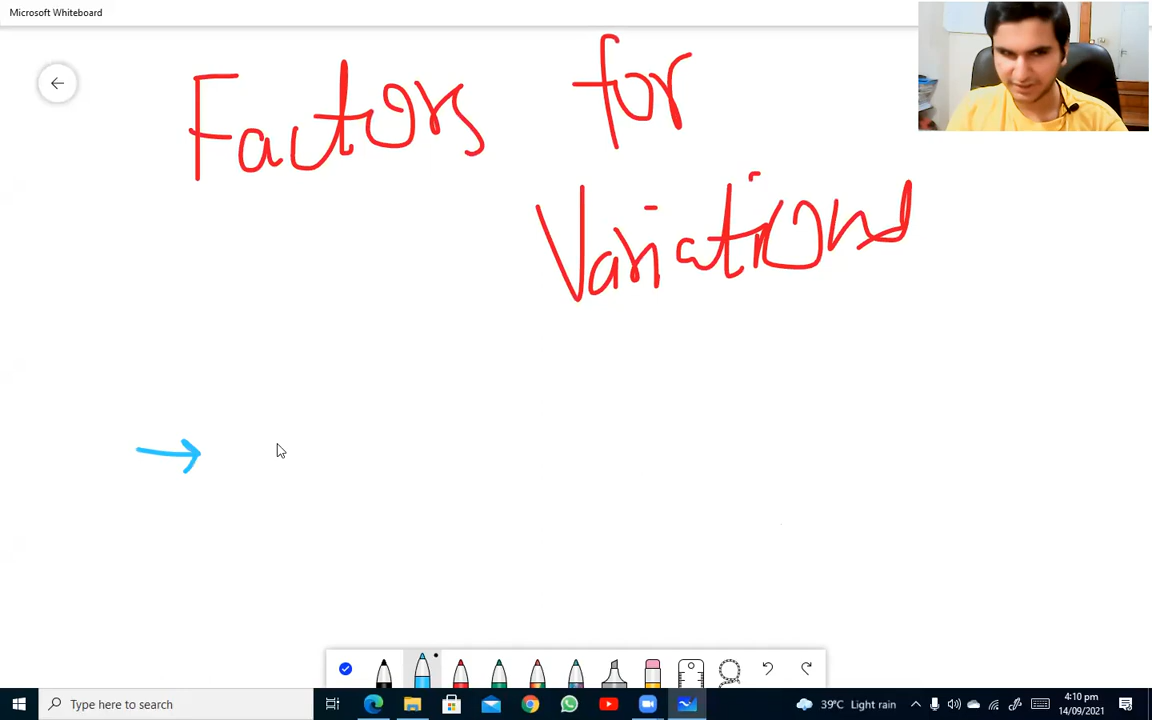 Microsoft Whiteboard
Factors for
Variations
Type here to search
39°C Light rain
4:10 pm
14/09/2021